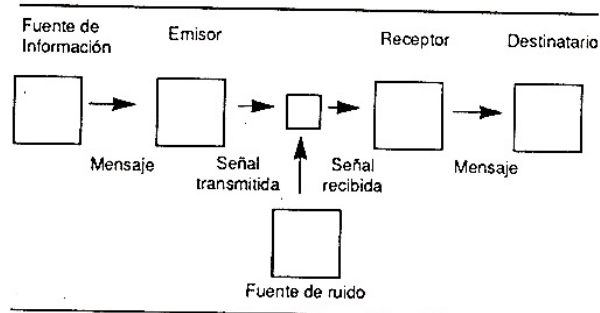 Fuente de
Información
Emisor
Receptor
Destinatario
Mensaje
Señal
transmitida
Señal
recibida
Mensaje
Fuente de ruido